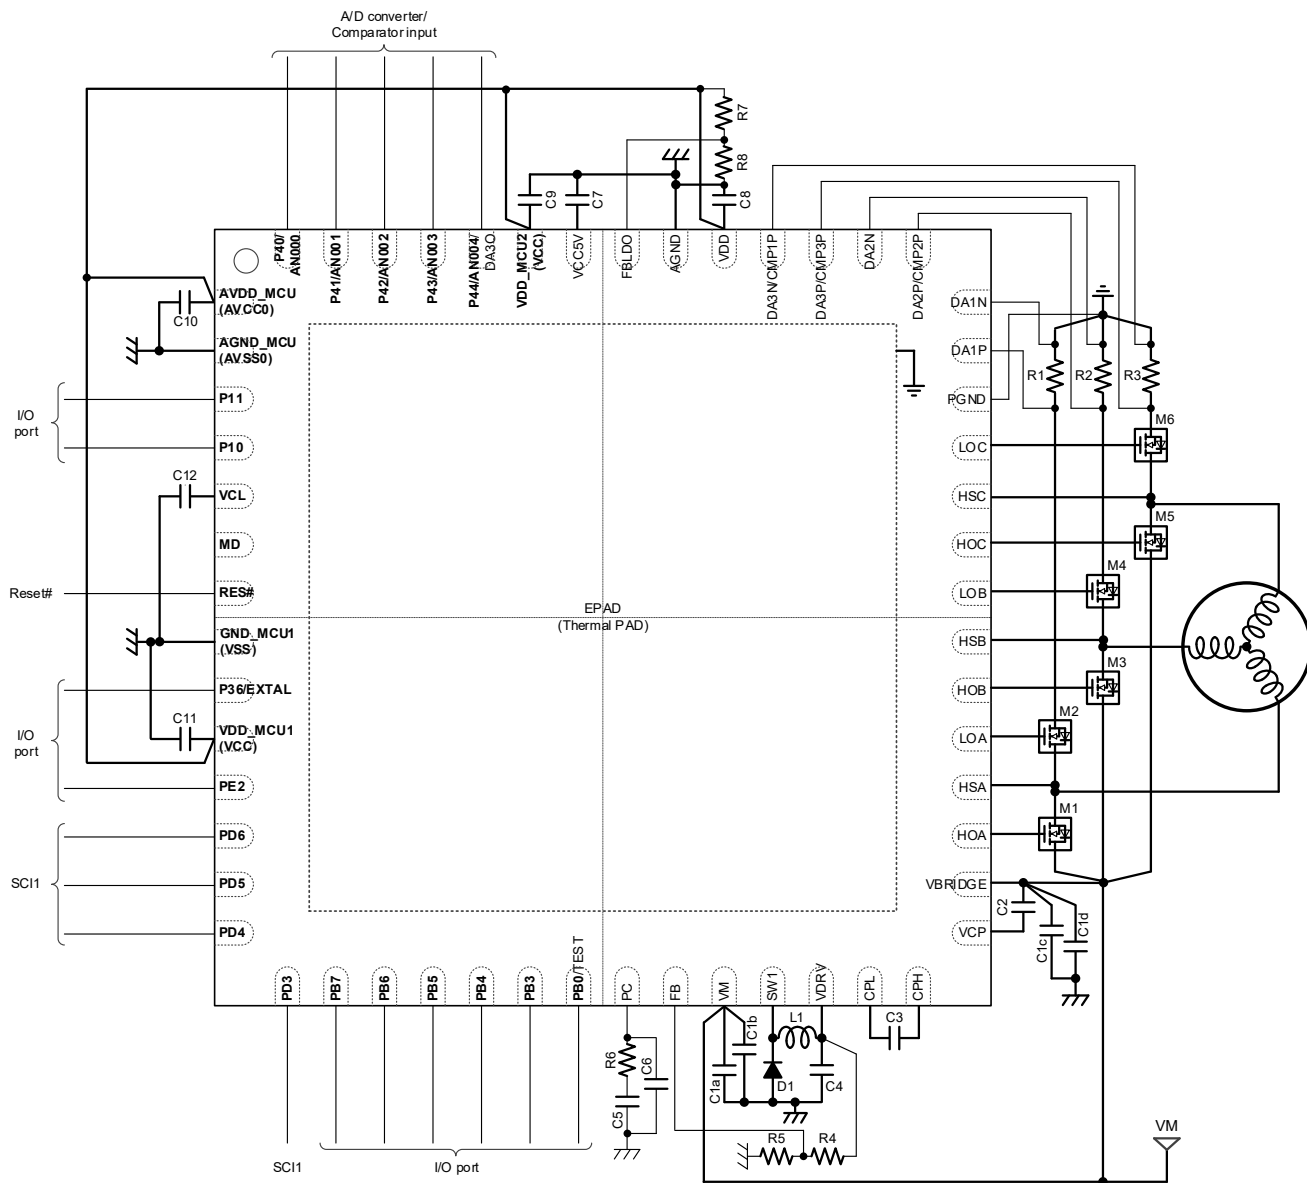 A/D converter/
Comparator input
R7
R8
C9
C7
C8
P40/
AN000
P41/AN001
P42/AN002
P43/AN003
P44/AN004/
DA3O
VDD_MCU2
(VCC)
VCC5V
FBLDO
AGND
VDD
DA3N/CMP1P
DA3P/CMP3P
DA2N
DA2P/CMP2P
AVDD_MCU
(AVCC0)
C10
AGND_MCU
(AVSS0)
I/O
port
P11
P10
C12
VCL
MD
Reset#
RES#
GND_MCU1
(VSS)
P36/EXTAL
I/O
port
C11
VDD_MCU1
(VCC)
PE2
SCI1
PD6
PD5
PD4
EPAD
(Thermal PAD)
DA1N
DA1P
PGND
LOC
HSC
HOC
LOB
HSB
HOB
LOA
HSA
HOA
VBRIDGE
VCP
R1
R2
R3
M6
M5
M4
M3
M2
M1
C2
C1c
C1d
PD3
PB7
PB6
PB5
PB4
PB3
PB0/TEST
PC
FB
VM
SW1
VDRV
CPL
CPH
R6
C6
C5
C1a
C1b
L1
D1
C4
C3
R5
R4
SCI1
I/O port
VM